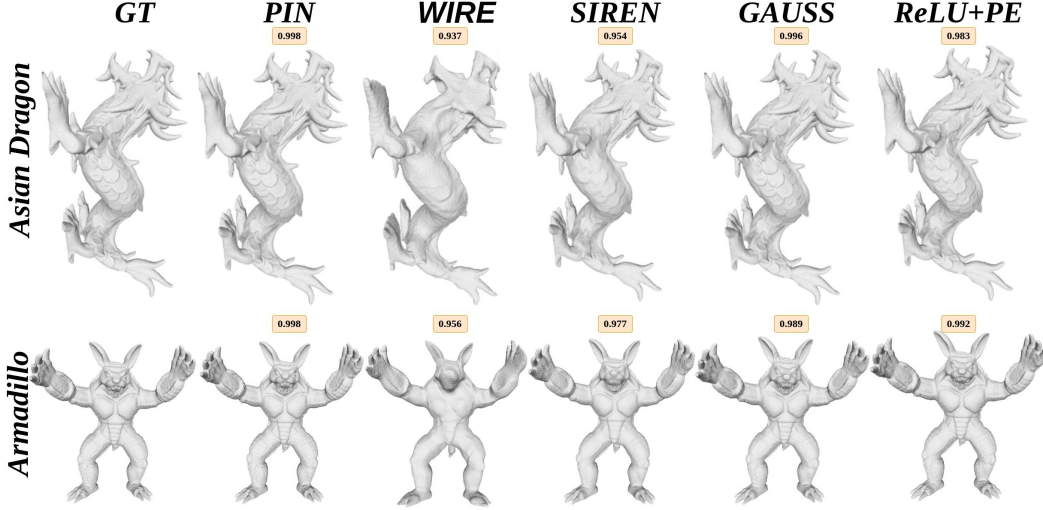 GT PIN WIRE SIREN GAUSS ReLU+PE
0.998 0.937 0.954 0.996 0.983
Asian Dragon
0.998 0.956 0.977 0.989 0.992
Armadillo